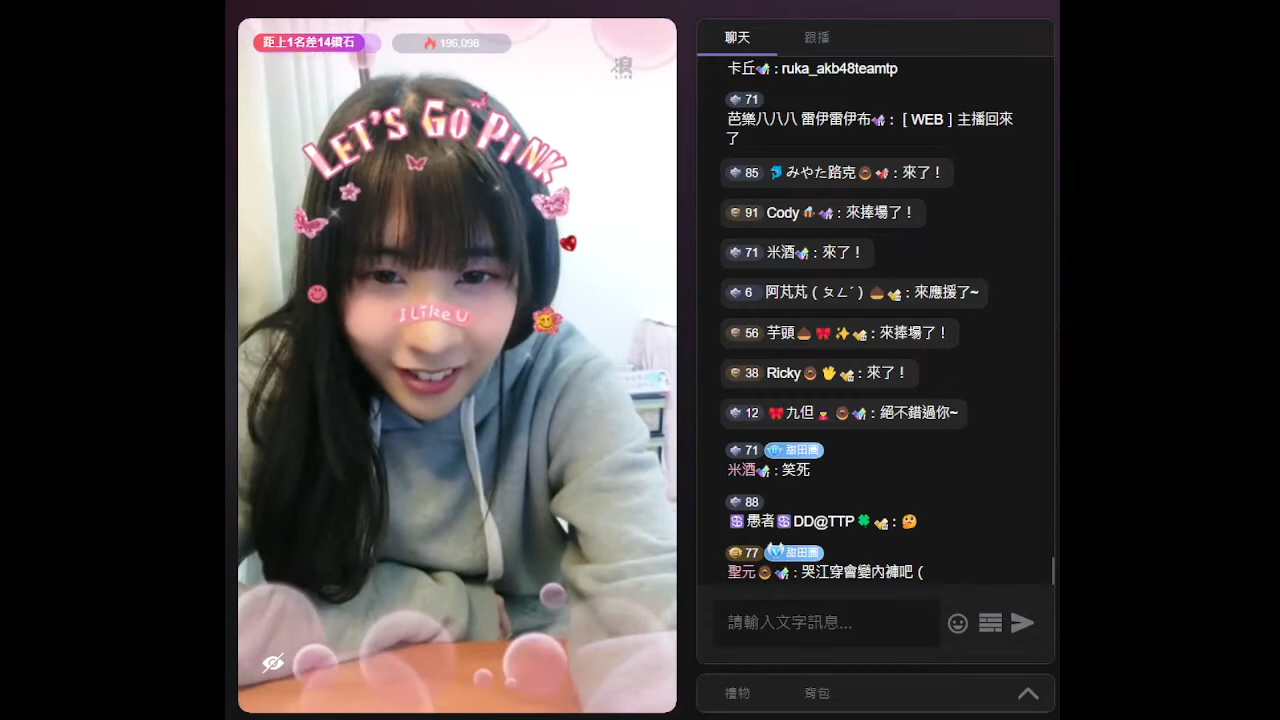 距上1名差14鑽石
196,098
浪
LIVE
LET'S GO PINK
I Like U
聊天
跟播
卡丘 : ruka_akb48teamtp
71
芭樂八八八 雷伊雷伊布 : [ WEB ] 主播回來
了
85 みやた路克 : 來了!
91 Cody : 來捧場了!
71 米酒 : 來了!
6 阿芃芃 ( ㄆㄥˊ ) : 來應援了~
56 芋頭 : 來捧場了!
38 Ricky : 來了!
12 九但 : 絕不錯過你~
71 甜田圈
米酒 : 笑死
88
愚者 DD@TTP : 🤔
77 甜田圈
聖元 : 哭江穿會變內褲吧 (
請輸入文字訊息...
禮物
背包